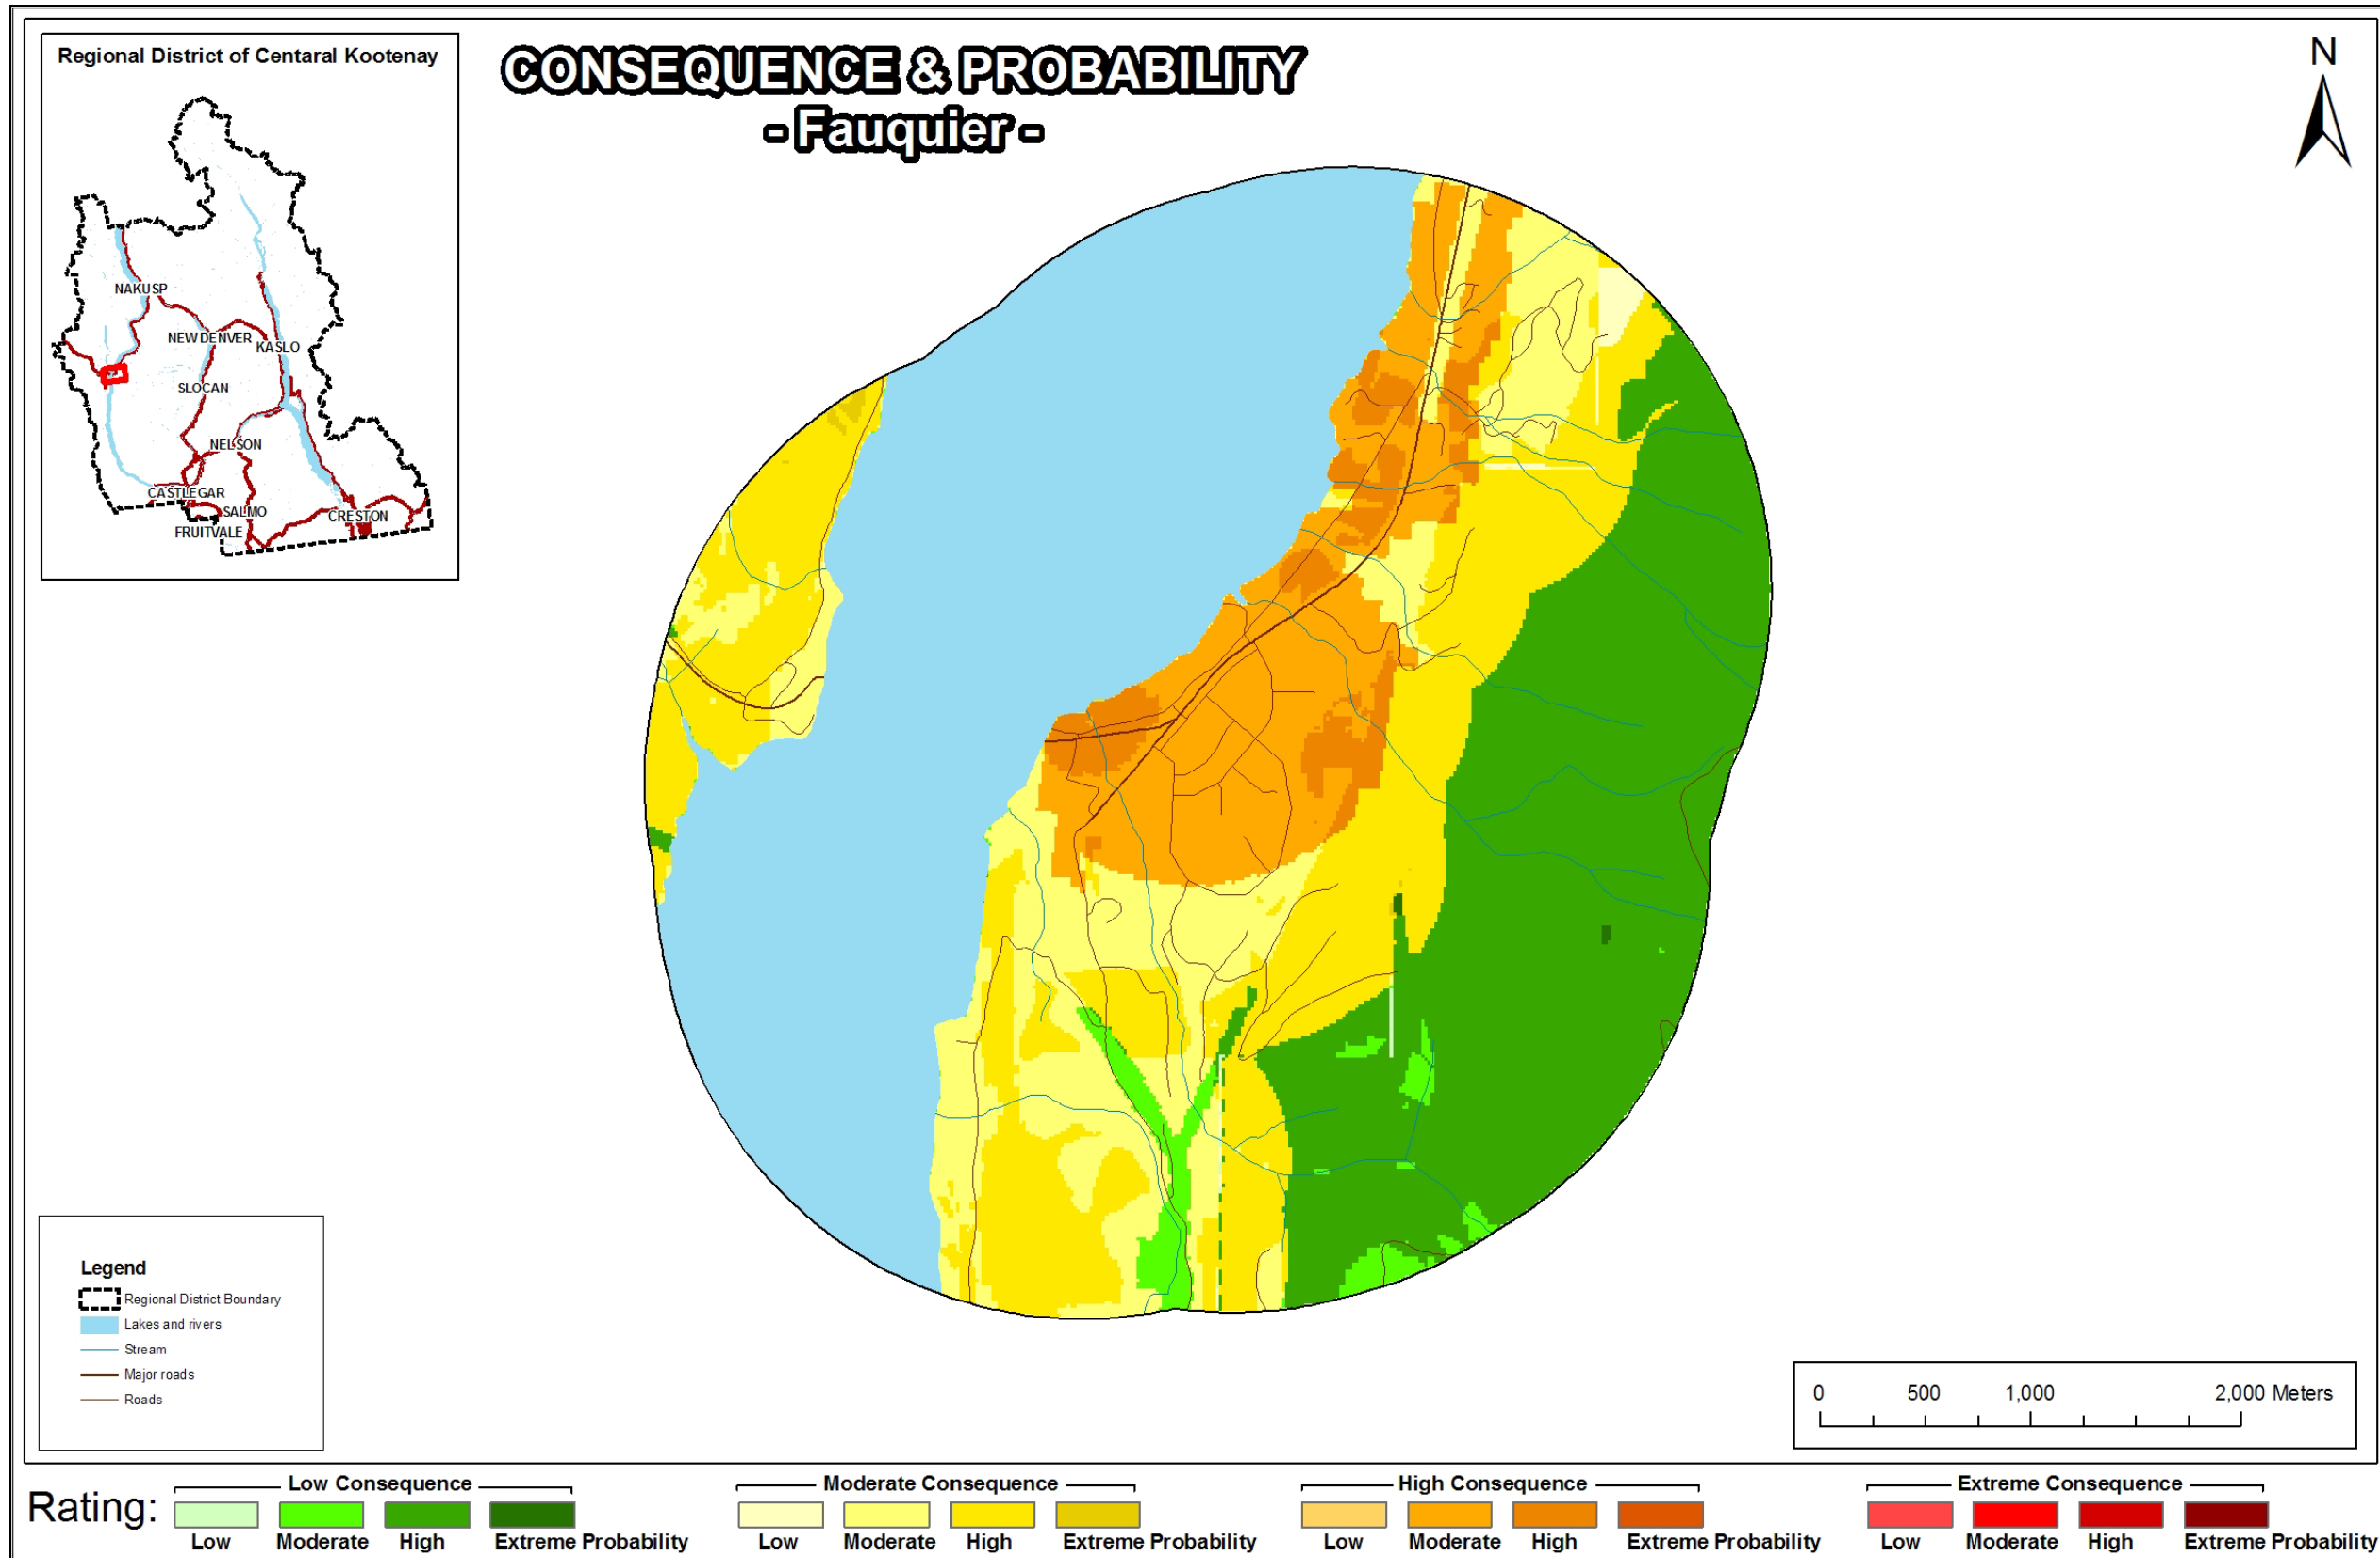 Regional District of Centaral Kootenay
CONSEQUENCE & PROBABILITY
- Fauquier -
N
NAKUSP
NEW DENVER
KASLO
SLOCAN
NELSON
CASTLEGAR
SALMO
CRESTON
FRUITVALE
Legend
Regional District Boundary
Lakes and rivers
Stream
Major roads
Roads
0 500 1,000 2,000 Meters
Rating:
Low Consequence
Low Moderate High Extreme Probability
Moderate Consequence
Low Moderate High Extreme Probability
High Consequence
Low Moderate High Extreme Probability
Extreme Consequence
Low Moderate High Extreme Probability